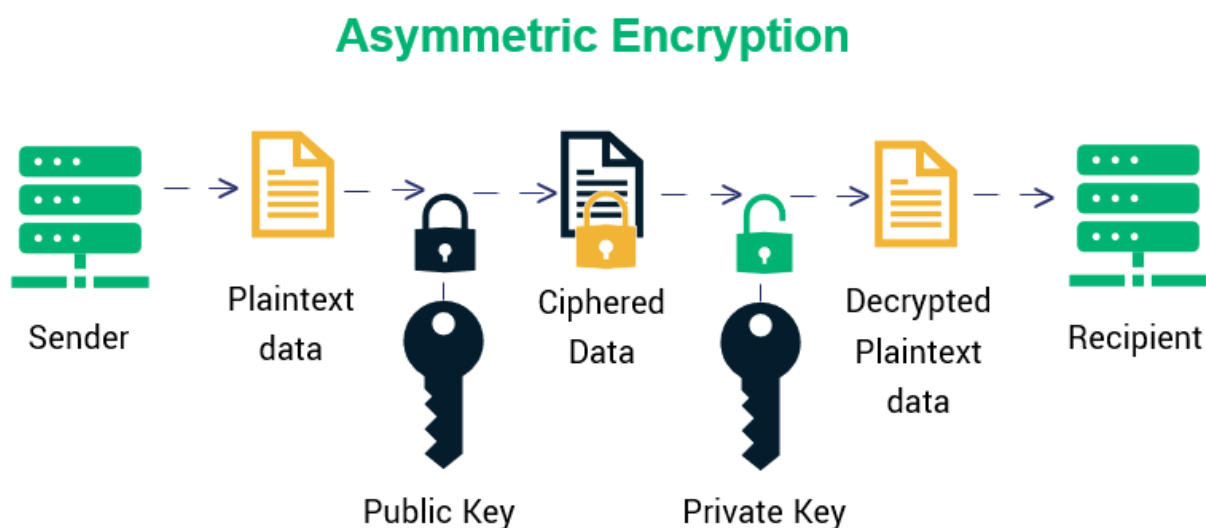 Asymmetric Encryption
Sender
Plaintext
data
Public Key
Ciphered
Data
Private Key
Decrypted
Plaintext
data
Recipient